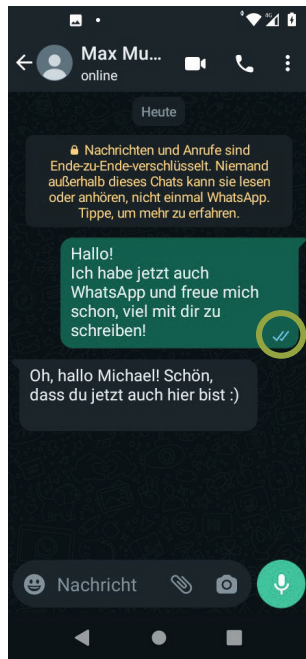 4G
Max Mu...
online
Heute
Nachrichten und Anrufe sind
Ende-zu-Ende-verschlüsselt. Niemand
außerhalb dieses Chats kann sie lesen
oder anhören, nicht einmal WhatsApp.
Tippe, um mehr zu erfahren.
Hallo!
Ich habe jetzt auch
WhatsApp und freue mich
schon, viel mit dir zu
schreiben!
Oh, hallo Michael! Schön,
dass du jetzt auch hier bist :)
Nachricht